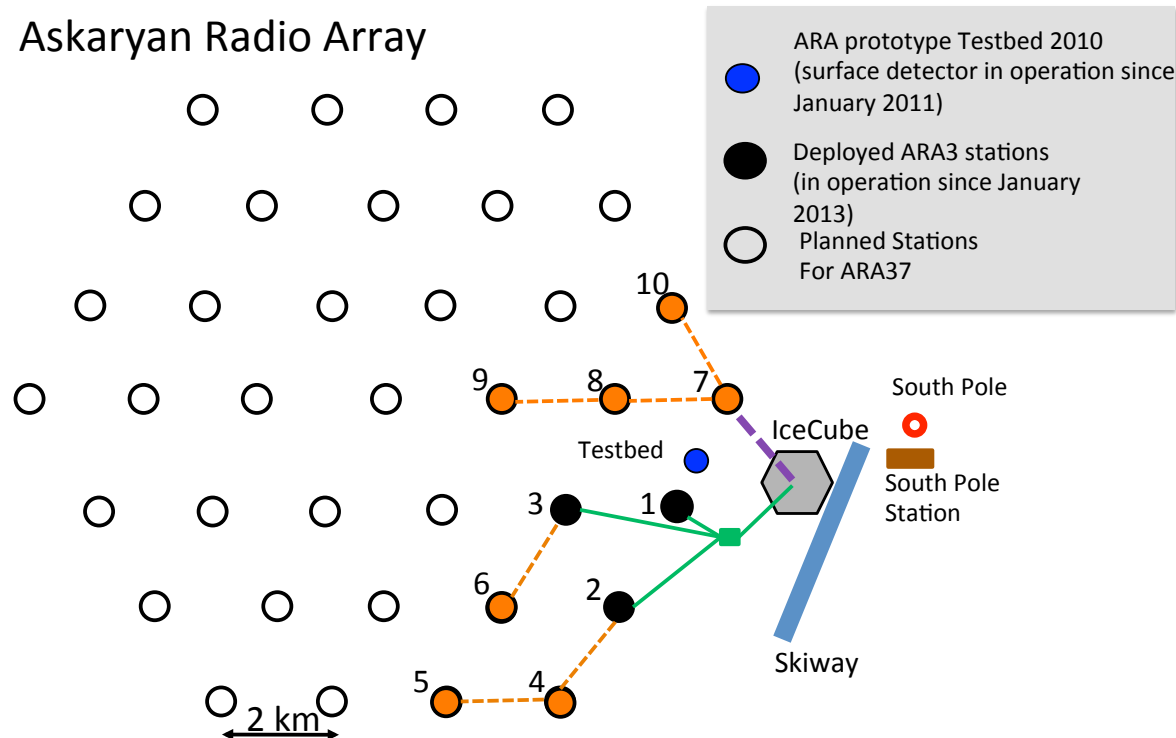 Askaryan Radio Array
ARA prototype Testbed 2010
(surface detector in operation since
January 2011)
Deployed ARA3 stations
(in operation since January
2013)
Planned Stations
For ARA37
10
9
8
7
South Pole
IceCube
Testbed
South Pole
Station
3
1
6
2
Skiway
5
4
2 km